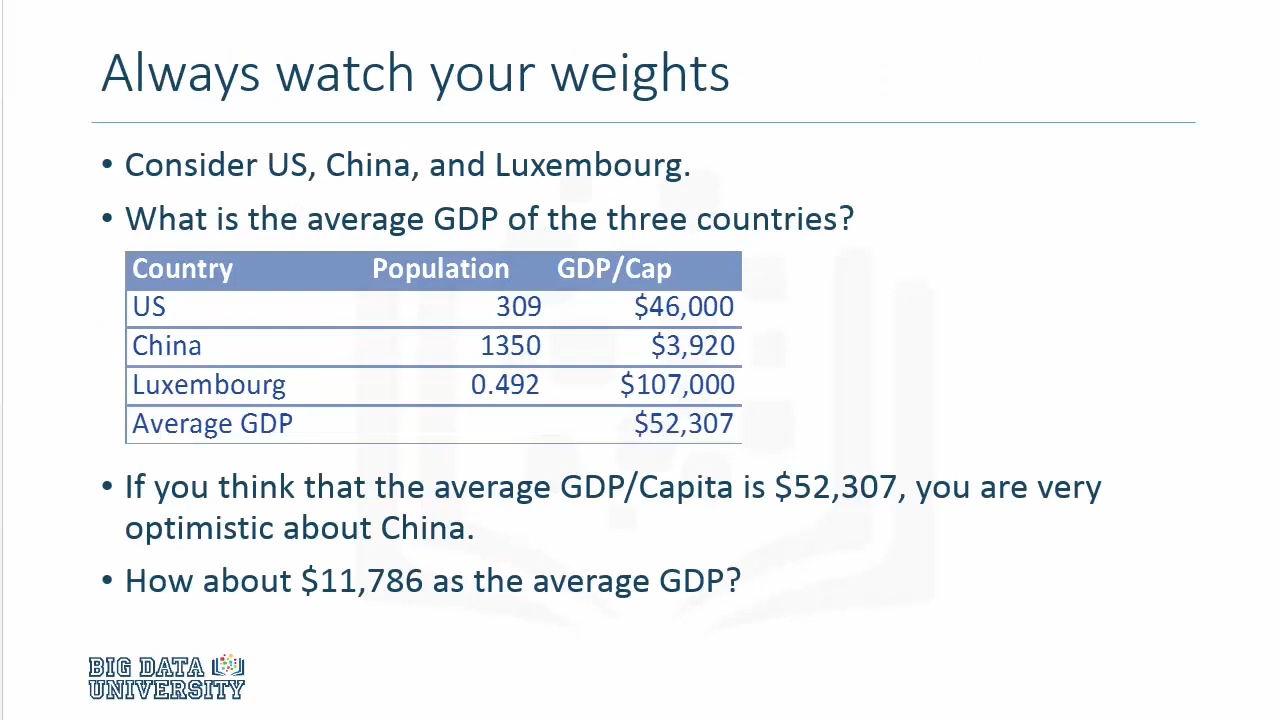 Always watch your weights
• Consider US, China, and Luxembourg.
• What is the average GDP of the three countries?
Country Population GDP/Cap
US 309 $46,000
China 1350 $3,920
Luxembourg 0.492 $107,000
Average GDP $52,307
• If you think that the average GDP/Capita is $52,307, you are very
optimistic about China.
• How about $11,786 as the average GDP?
BIG DATA
UNIVERSITY